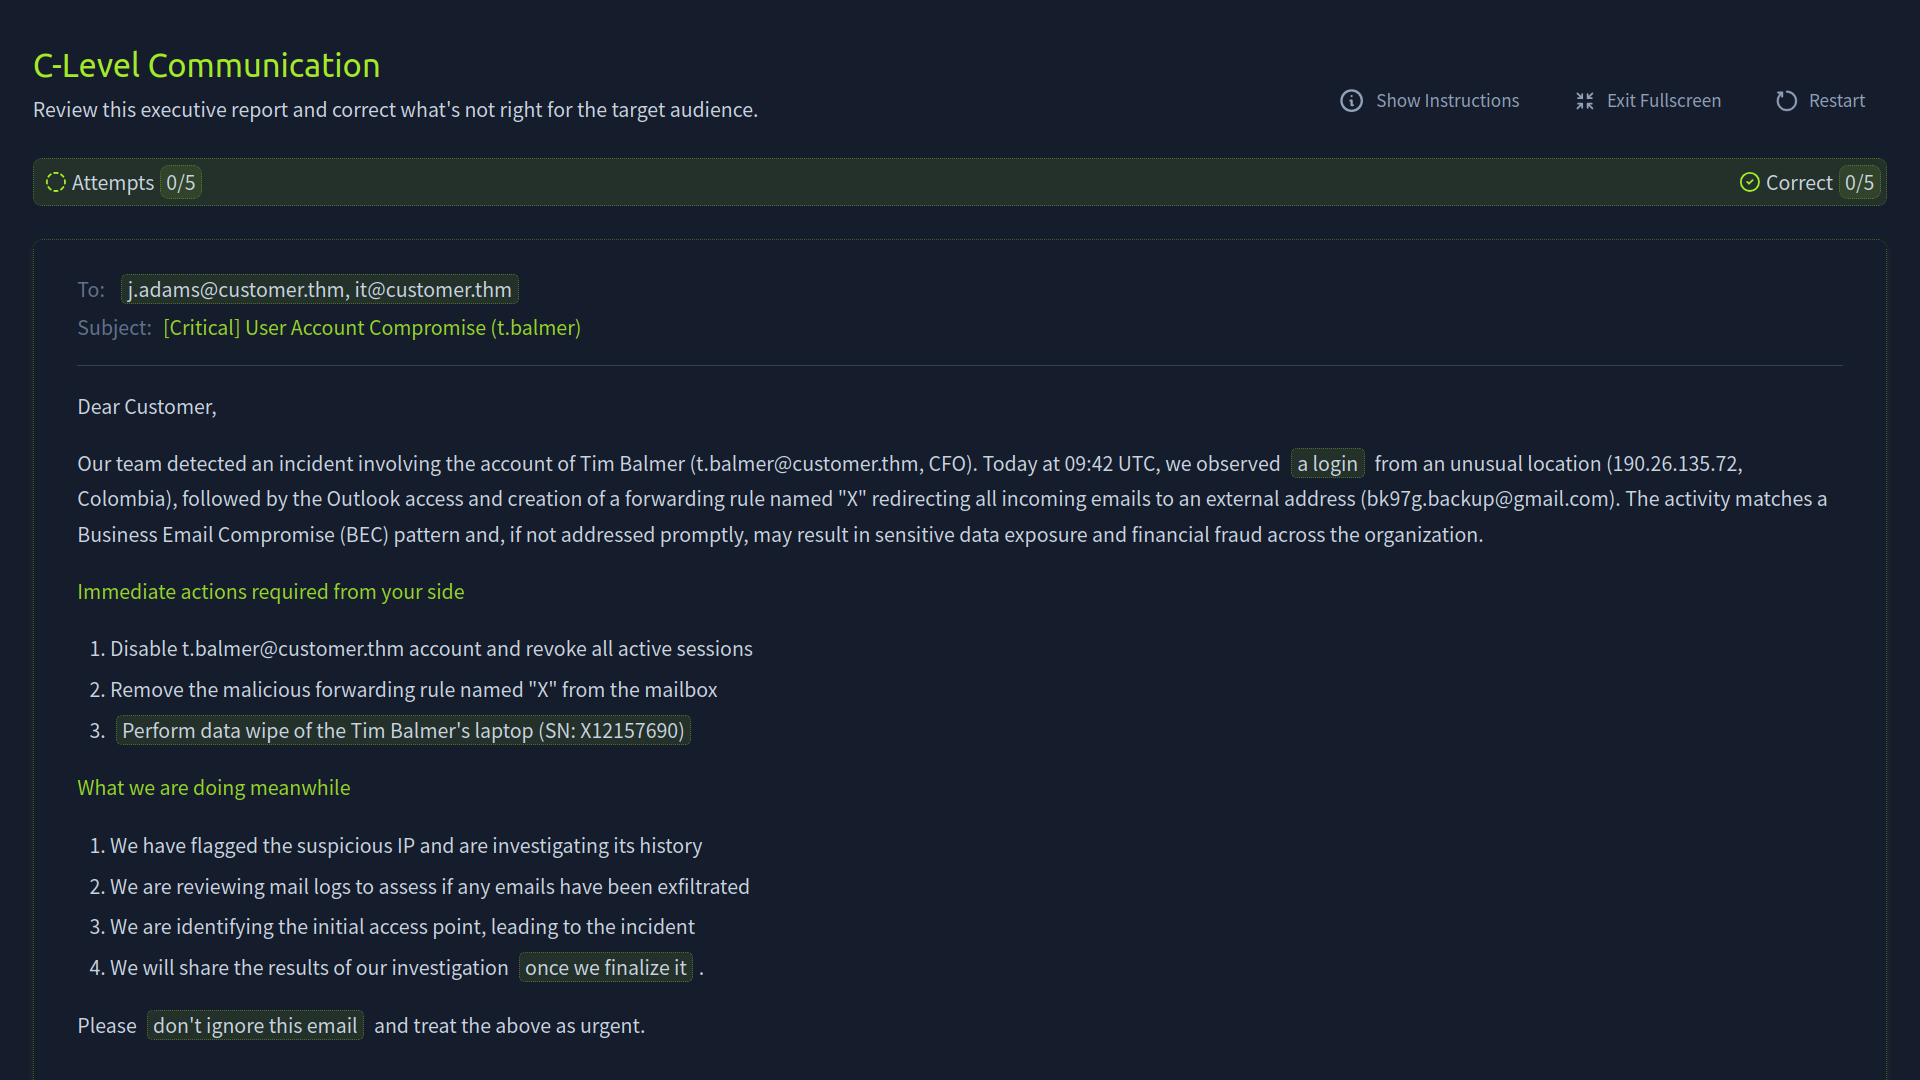 C-Level Communication
Review this executive report and correct what's not right for the target audience.
Show Instructions
Exit Fullscreen
Restart
Attempts 0/5
Correct 0/5
To: j.adams@customer.thm, it@customer.thm
Subject: [Critical] User Account Compromise (t.balmer)
Dear Customer,
Our team detected an incident involving the account of Tim Balmer (t.balmer@customer.thm, CFO). Today at 09:42 UTC, we observed a login from an unusual location (190.26.135.72,
Colombia), followed by the Outlook access and creation of a forwarding rule named "X" redirecting all incoming emails to an external address (bk97g.backup@gmail.com). The activity matches a
Business Email Compromise (BEC) pattern and, if not addressed promptly, may result in sensitive data exposure and financial fraud across the organization.
Immediate actions required from your side
1. Disable t.balmer@customer.thm account and revoke all active sessions
2. Remove the malicious forwarding rule named "X" from the mailbox
3. Perform data wipe of the Tim Balmer's laptop (SN: X12157690)
What we are doing meanwhile
1. We have flagged the suspicious IP and are investigating its history
2. We are reviewing mail logs to assess if any emails have been exfiltrated
3. We are identifying the initial access point, leading to the incident
4. We will share the results of our investigation once we finalize it .
Please don't ignore this email and treat the above as urgent.